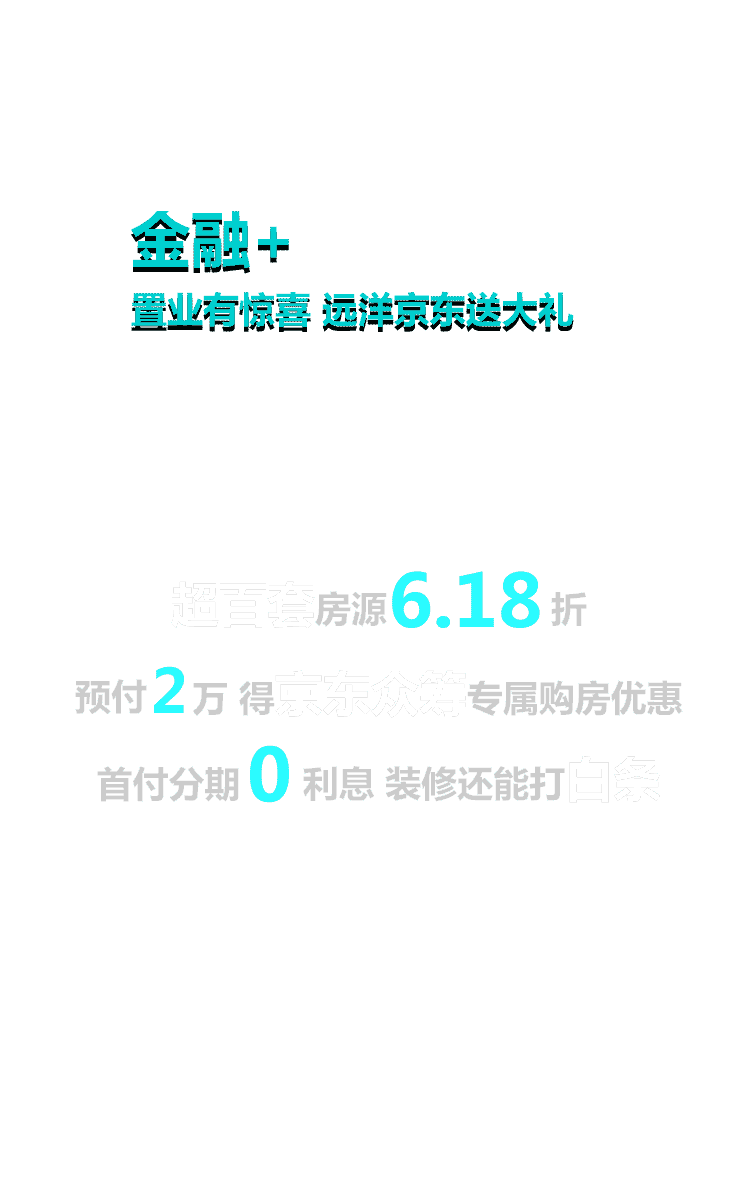 金融+
置业有惊喜 远洋京东送大礼
超百套房源6.18折
预付2万 得京东众筹专属购房优惠
首付分期0利息 装修还能打白条